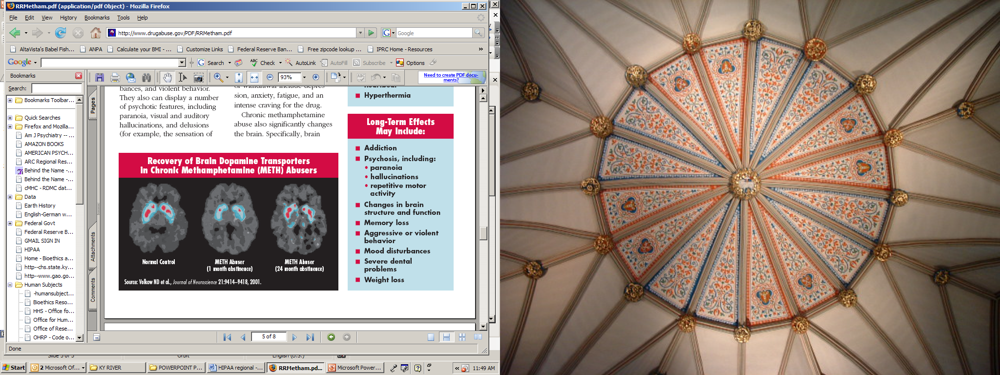 RRMetham.pdf (application/pdf Object) - Mozilla Firefox
File Edit View History Bookmarks Tools Help
http://www.drugabuse.gov/PDF/RRMetham.pdf
Google
AltaVista's Babel Fish... ANPA Calculate your BMI - ... Customize Links Federal Reserve Ban... Free zipcode lookup ... IPRC Home - Resources »
Google Search ABC Check AutoLink AutoFill Subscribe Options
Bookmarks
93%
Need to create PDF docu-
ments?
Search:
Bookmarks Toolbar...
Quick Searches
Firefox and Mozilla...
Am J Psychiatry -- ...
AMAZON BOOKS
AMERICAN PSYCH...
ARC Regional Res...
Behind the Name -...
Behind the Name -...
cMHC - RDMC dat...
Data
Earth History
English-German w...
Federal Govt
Federal Reserve B...
GMAIL SIGN IN
HIPAA
Home - Bioethics a...
http--chs.state.ky...
http--www.gao.go...
Human Subjects
-humansubject...
Bioethics Reso...
HHS - Office fo...
Office for Hum...
Office of Rese...
OHRP - Code o...
Pages
Attachments
Comments
bances, and violent behavior.
They also can display a number
of psychotic features, including
paranoia, visual and auditory
hallucinations, and delusions
(for example, the sensation of
of withdrawal include depres-
sion, anxiety, fatigue, and an
intense craving for the drug.
Chronic methamphetamine
abuse also significantly changes
the brain. Specifically, brain
Hyperthermia
Long-Term Effects
May Include:
Addiction
Psychosis, including:
• paranoia
• hallucinations
• repetitive motor
activity
Changes in brain
structure and function
Memory loss
Aggressive or violent
behavior
Mood disturbances
Severe dental
problems
Weight loss
Recovery of Brain Dopamine Transporters
in Chronic Methamphetamine (METH) Abusers
Normal Control
METH Abuser
(1 month abstinence)
METH Abuser
(24 month abstinence)
Source: Volkow ND et al., Journal of Neuroscience 21:9414–9418, 2001.
5 of 8
Done
Start 2 Microsoft Of... KY RIVER POWERPOINT P... HIPAA regional -... RRMetham.pd... Microsoft Power... « 11:49 AM